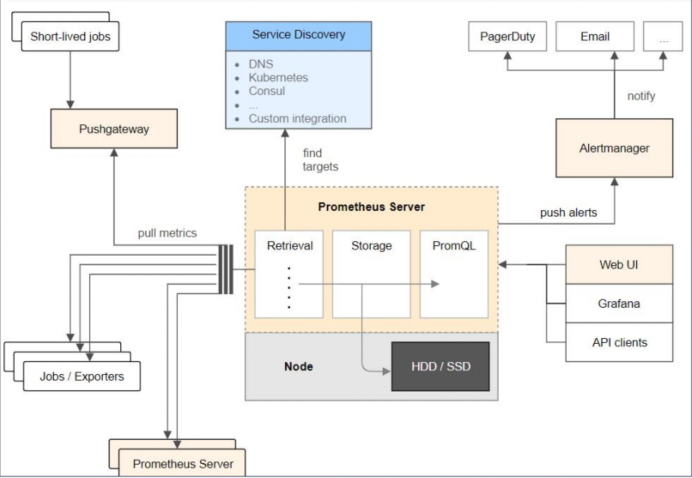 Short-lived jobs
Service Discovery
• DNS
• Kubernetes
• Consul
• ...
• Custom integration
PagerDuty
Email
...
notify
Pushgateway
Alertmanager
find
targets
Prometheus Server
push alerts
pull metrics
Retrieval
Storage
PromQL
Web UI
Grafana
API clients
Node
HDD / SSD
Jobs / Exporters
Prometheus Server